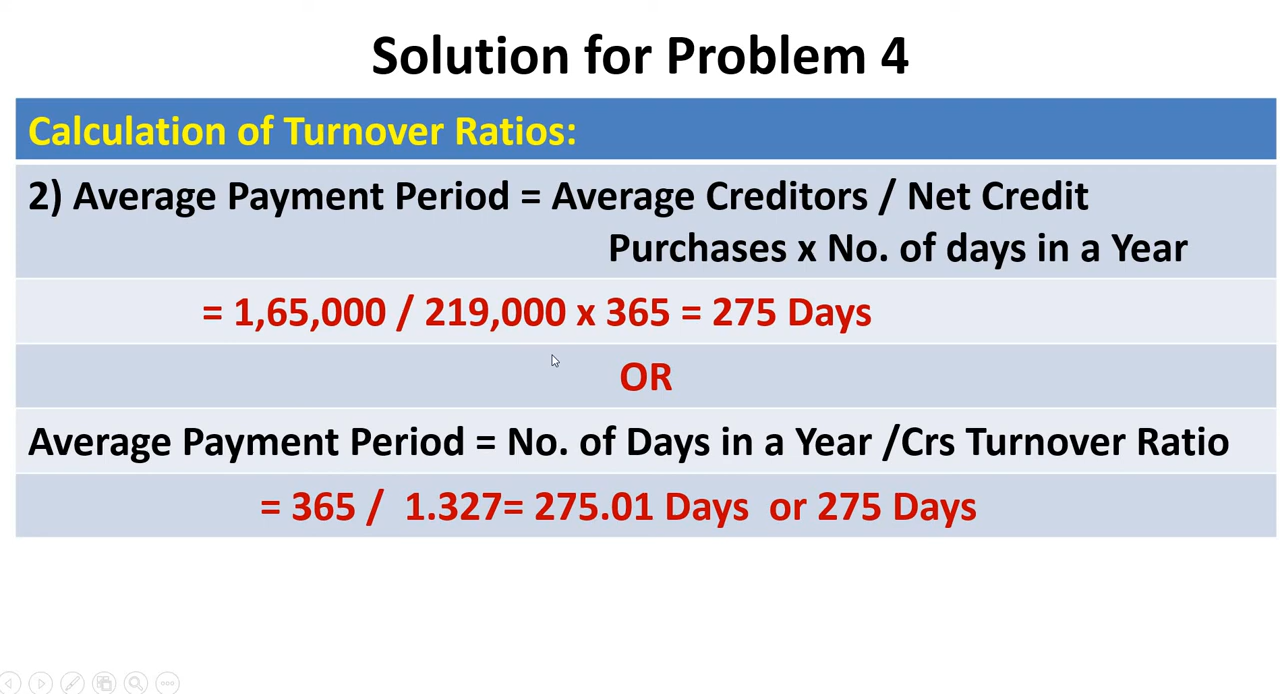 Solution for Problem 4
Calculation of Turnover Ratios:
2) Average Payment Period = Average Creditors / Net Credit
Purchases x No. of days in a Year
= 1,65,000 / 219,000 x 365 = 275 Days
OR
Average Payment Period = No. of Days in a Year /Crs Turnover Ratio
= 365 / 1.327= 275.01 Days or 275 Days